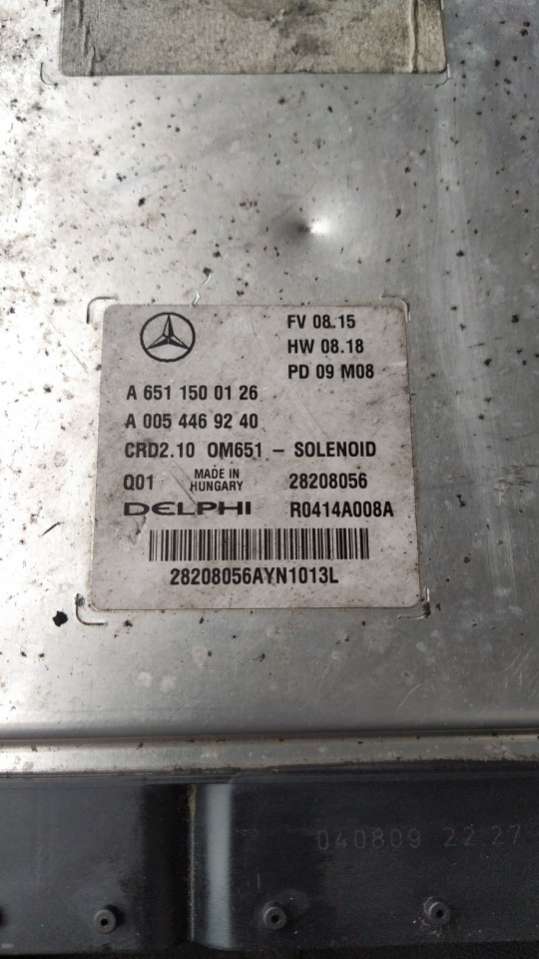 FV 08.15
HW 08.18
PD 09 M08
A 651 150 01 26
A 005 446 92 40
CRD2.10 OM651 - SOLENOID
Q01 MADE IN HUNGARY 28208056
DELPHI R0414A008A
28208056AYN1013L
040809 22 27